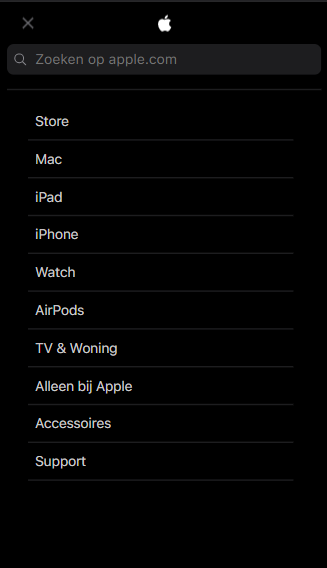 Zoeken op apple.com
Store
Mac
iPad
iPhone
Watch
AirPods
TV & Woning
Alleen bij Apple
Accessoires
Support